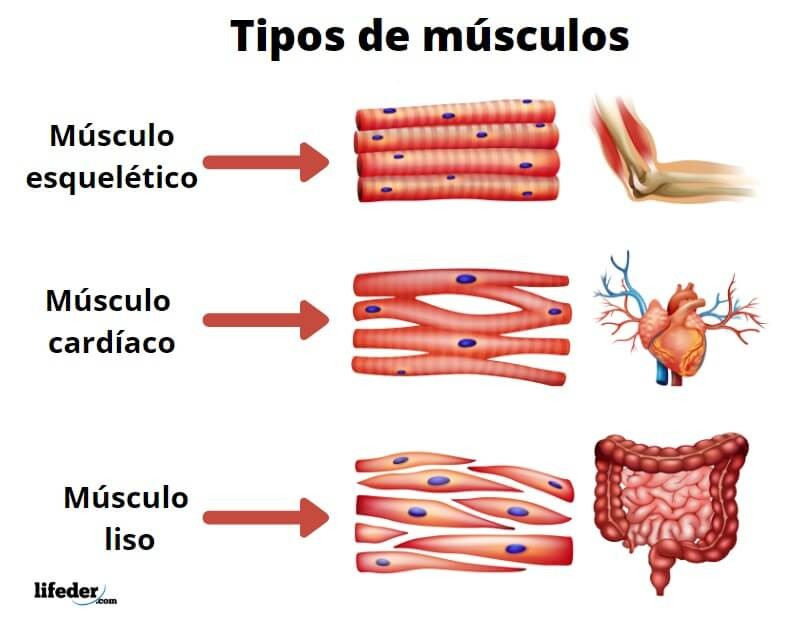 Tipos de músculos
Músculo
esquelético
Músculo
cardíaco
Músculo
liso
lifeder.com